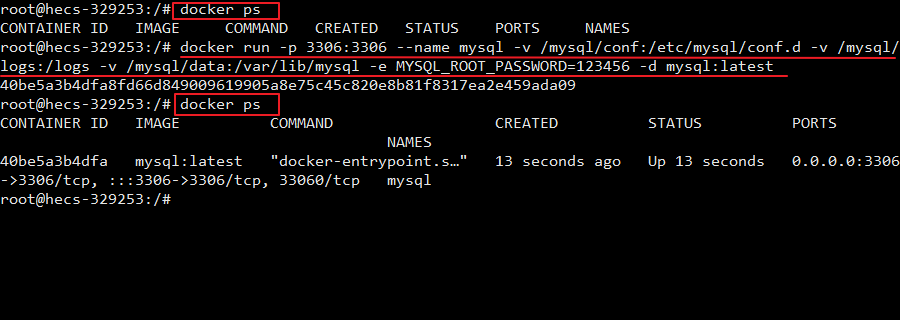 root@hecs-329253:/# docker ps
CONTAINER ID   IMAGE     COMMAND   CREATED   STATUS    PORTS     NAMES
root@hecs-329253:/# docker run -p 3306:3306 --name mysql -v /mysql/conf:/etc/mysql/conf.d -v /mysql/
logs:/logs -v /mysql/data:/var/lib/mysql -e MYSQL_ROOT_PASSWORD=123456 -d mysql:latest
40be5a3b4dfa8fd66d849009619905a8e75c45c820e8b81f8317ea2e459ada09
root@hecs-329253:/# docker ps
CONTAINER ID   IMAGE          COMMAND                  CREATED          STATUS          PORTS
NAMES
40be5a3b4dfa   mysql:latest   "docker-entrypoint.s…"   13 seconds ago   Up 13 seconds   0.0.0.0:3306
->3306/tcp, :::3306->3306/tcp, 33060/tcp   mysql
root@hecs-329253:/#